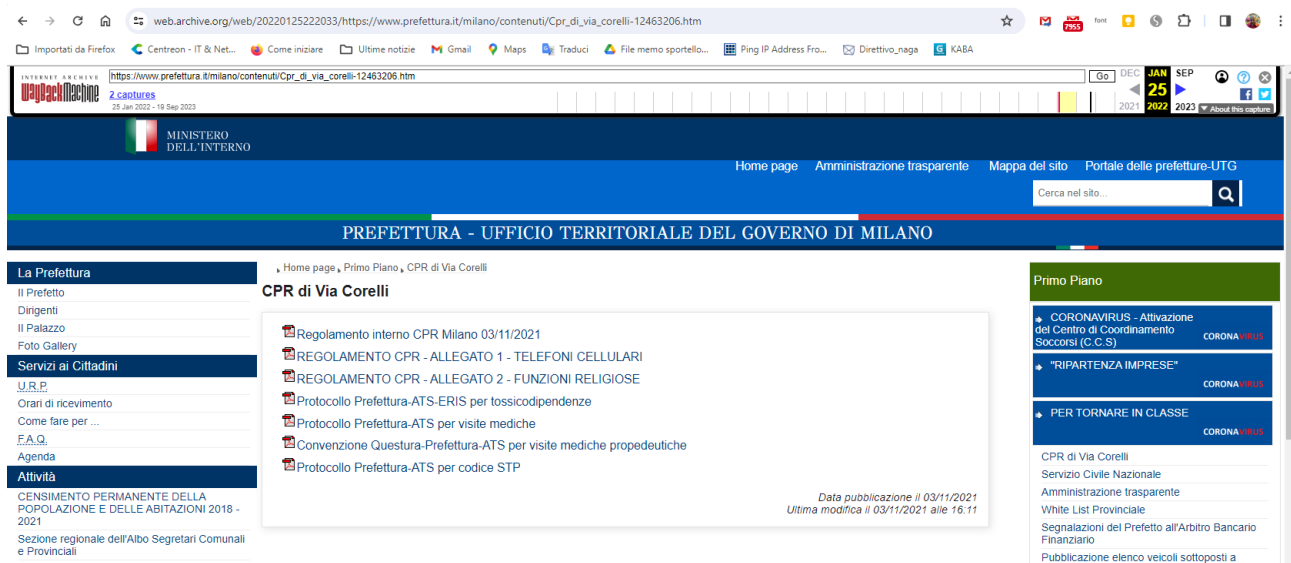 web.archive.org/web/20220125222033/https://www.prefettura.it/milano/contenuti/Cpr_di_via_corelli-12463206.htm
7955
font
Importati da Firefox
Centreon - IT & Net...
Come iniziare
Ultime notizie
Gmail
Maps
Traduci
File memo sportello...
Ping IP Address Fro...
Direttivo_naga
KABA
INTERNET ARCHIVE
WayBackMachine
https://www.prefettura.it/milano/contenuti/Cpr_di_via_corelli-12463206.htm
Go
DEC JAN SEP
2 captures
25
25 Jan 2022 - 19 Sep 2023
2021 2022 2023
About this capture
MINISTERO
DELL'INTERNO
Home page Amministrazione trasparente Mappa del sito Portale delle prefetture-UTG
Cerca nel sito...
PREFETTURA - UFFICIO TERRITORIALE DEL GOVERNO DI MILANO
La Prefettura
Il Prefetto
Dirigenti
Il Palazzo
Foto Gallery
Servizi ai Cittadini
U.R.P.
Orari di ricevimento
Come fare per ...
F.A.Q.
Agenda
Attività
CENSIMENTO PERMANENTE DELLA
POPOLAZIONE E DELLE ABITAZIONI 2018 -
2021
Sezione regionale dell'Albo Segretari Comunali
e Provinciali
Home page Primo Piano CPR di Via Corelli
CPR di Via Corelli
Regolamento interno CPR Milano 03/11/2021
REGOLAMENTO CPR - ALLEGATO 1 - TELEFONI CELLULARI
REGOLAMENTO CPR - ALLEGATO 2 - FUNZIONI RELIGIOSE
Protocollo Prefettura-ATS-ERIS per tossicodipendenze
Protocollo Prefettura-ATS per visite mediche
Convenzione Questura-Prefettura-ATS per visite mediche propedeutiche
Protocollo Prefettura-ATS per codice STP
Data pubblicazione il 03/11/2021
Ultima modifica il 03/11/2021 alle 16:11
Primo Piano
CORONAVIRUS - Attivazione
del Centro di Coordinamento
Soccorsi (C.C.S)
CORONAVIRUS
"RIPARTENZA IMPRESE"
CORONAVIRUS
PER TORNARE IN CLASSE
CORONAVIRUS
CPR di Via Corelli
Servizio Civile Nazionale
Amministrazione trasparente
White List Provinciale
Segnalazioni del Prefetto all'Arbitro Bancario
Finanziario
Pubblicazione elenco veicoli sottoposti a